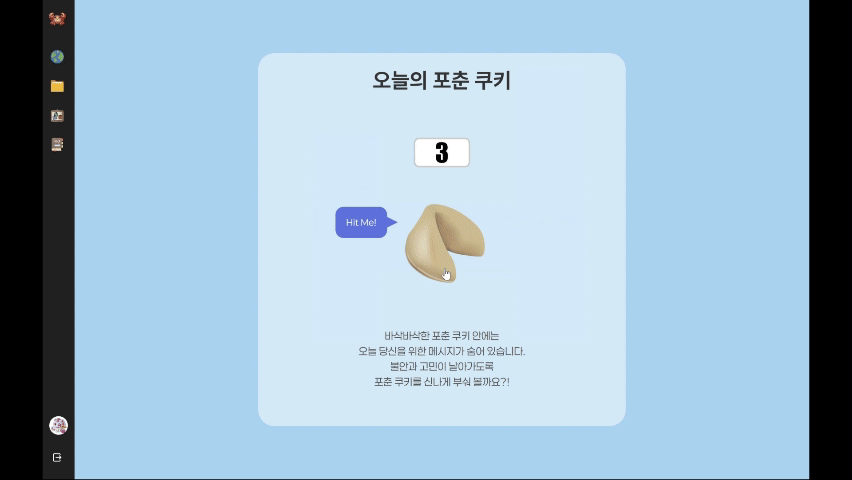 오늘의 포춘 쿠키
3
Hit Me!
바삭바삭한 포춘 쿠키 안에는
오늘 당신을 위한 메시지가 숨어 있습니다.
불안과 고민이 날아가도록
포춘 쿠키를 신나게 부숴 볼까요?!